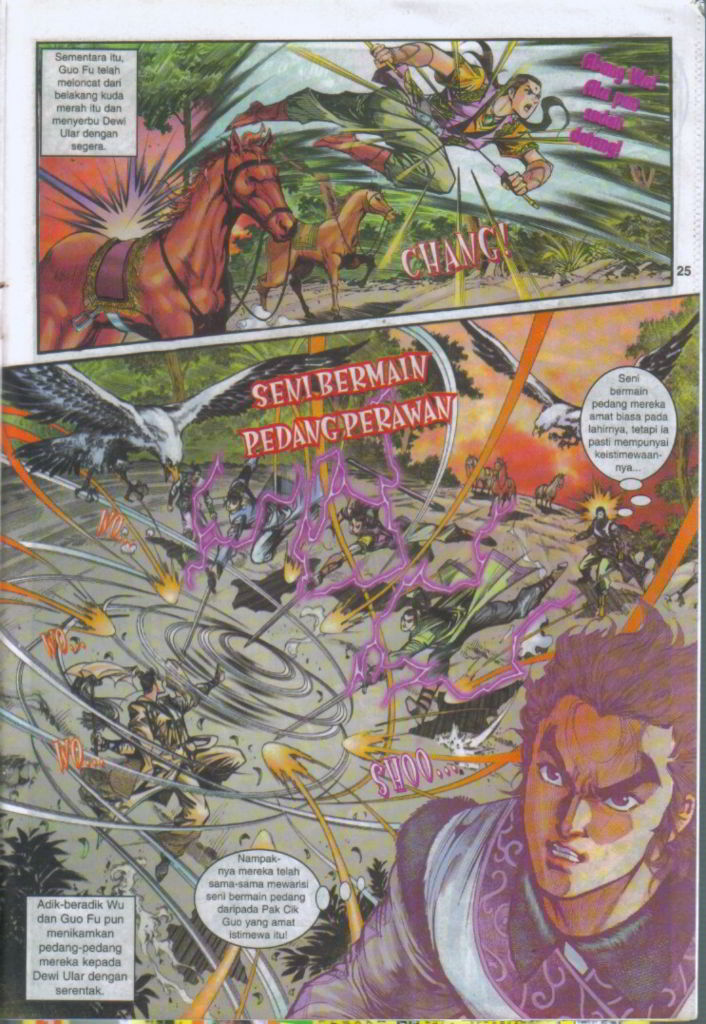 Sementara itu,
Guo Fu telah
meloncat dari
belakang kuda
merah itu dan
menyerbu Dewi
Ular dengan
segera.
Abang Wu!
Aku pun
sudah
datang!
CHANG!
25
SENI BERMAIN
PEDANG PERAWAN
Seni
bermain
pedang mereka
amat biasa pada
lahirnya, tetapi ia
pasti mempunyai
keistimewaan-
nya...
WO...
WO...
WO...
SHOO...
Nampak-
nya mereka telah
sama-sama mewarisi
seni bermain pedang
daripada Pak Cik
Guo yang amat
istimewa itu!
Adik-beradik Wu
dan Guo Fu pun
menikamkan
pedang-pedang
mereka kepada
Dewi Ular dengan
serentak.